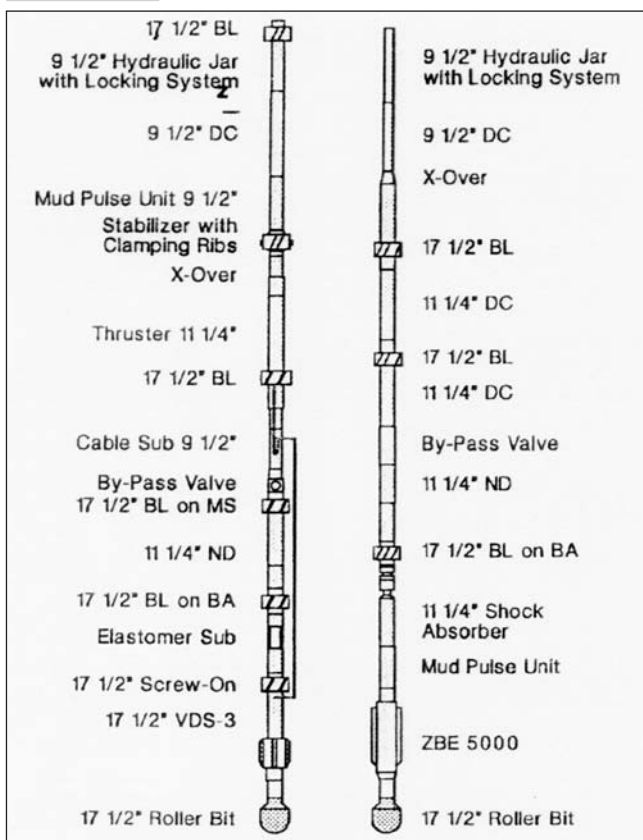 17 1/2" BL
9 1/2" Hydraulic Jar
with Locking System
9 1/2" DC
Mud Pulse Unit 9 1/2"
Stabilizer with
Clamping Ribs
X-Over
Thruster 11 1/4"
17 1/2" BL
Cable Sub 9 1/2"
By-Pass Valve
17 1/2" BL on MS
11 1/4" ND
17 1/2" BL on BA
Elastomer Sub
17 1/2" Screw-On
17 1/2" VDS-3
17 1/2" Roller Bit
9 1/2" Hydraulic Jar
with Locking System
9 1/2" DC
X-Over
17 1/2" BL
11 1/4" DC
17 1/2" BL
11 1/4" DC
By-Pass Valve
11 1/4" ND
17 1/2" BL on BA
11 1/4" Shock
Absorber
Mud Pulse Unit
ZBE 5000
17 1/2" Roller Bit